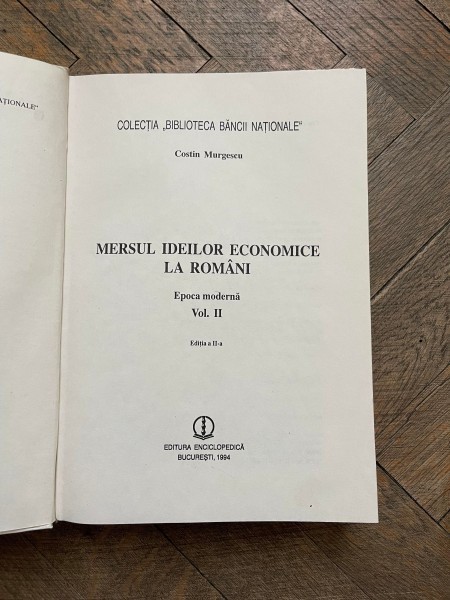 AȚIONALE“
COLECȚIA „BIBLIOTECA BĂNCII NAȚIONALE“
Costin Murgescu
MERSUL IDEILOR ECONOMICE
LA ROMÂNI
Epoca modernă
Vol. II
Ediția a II-a
EDITURA ENCICLOPEDICĂ
BUCUREȘTI, 1994